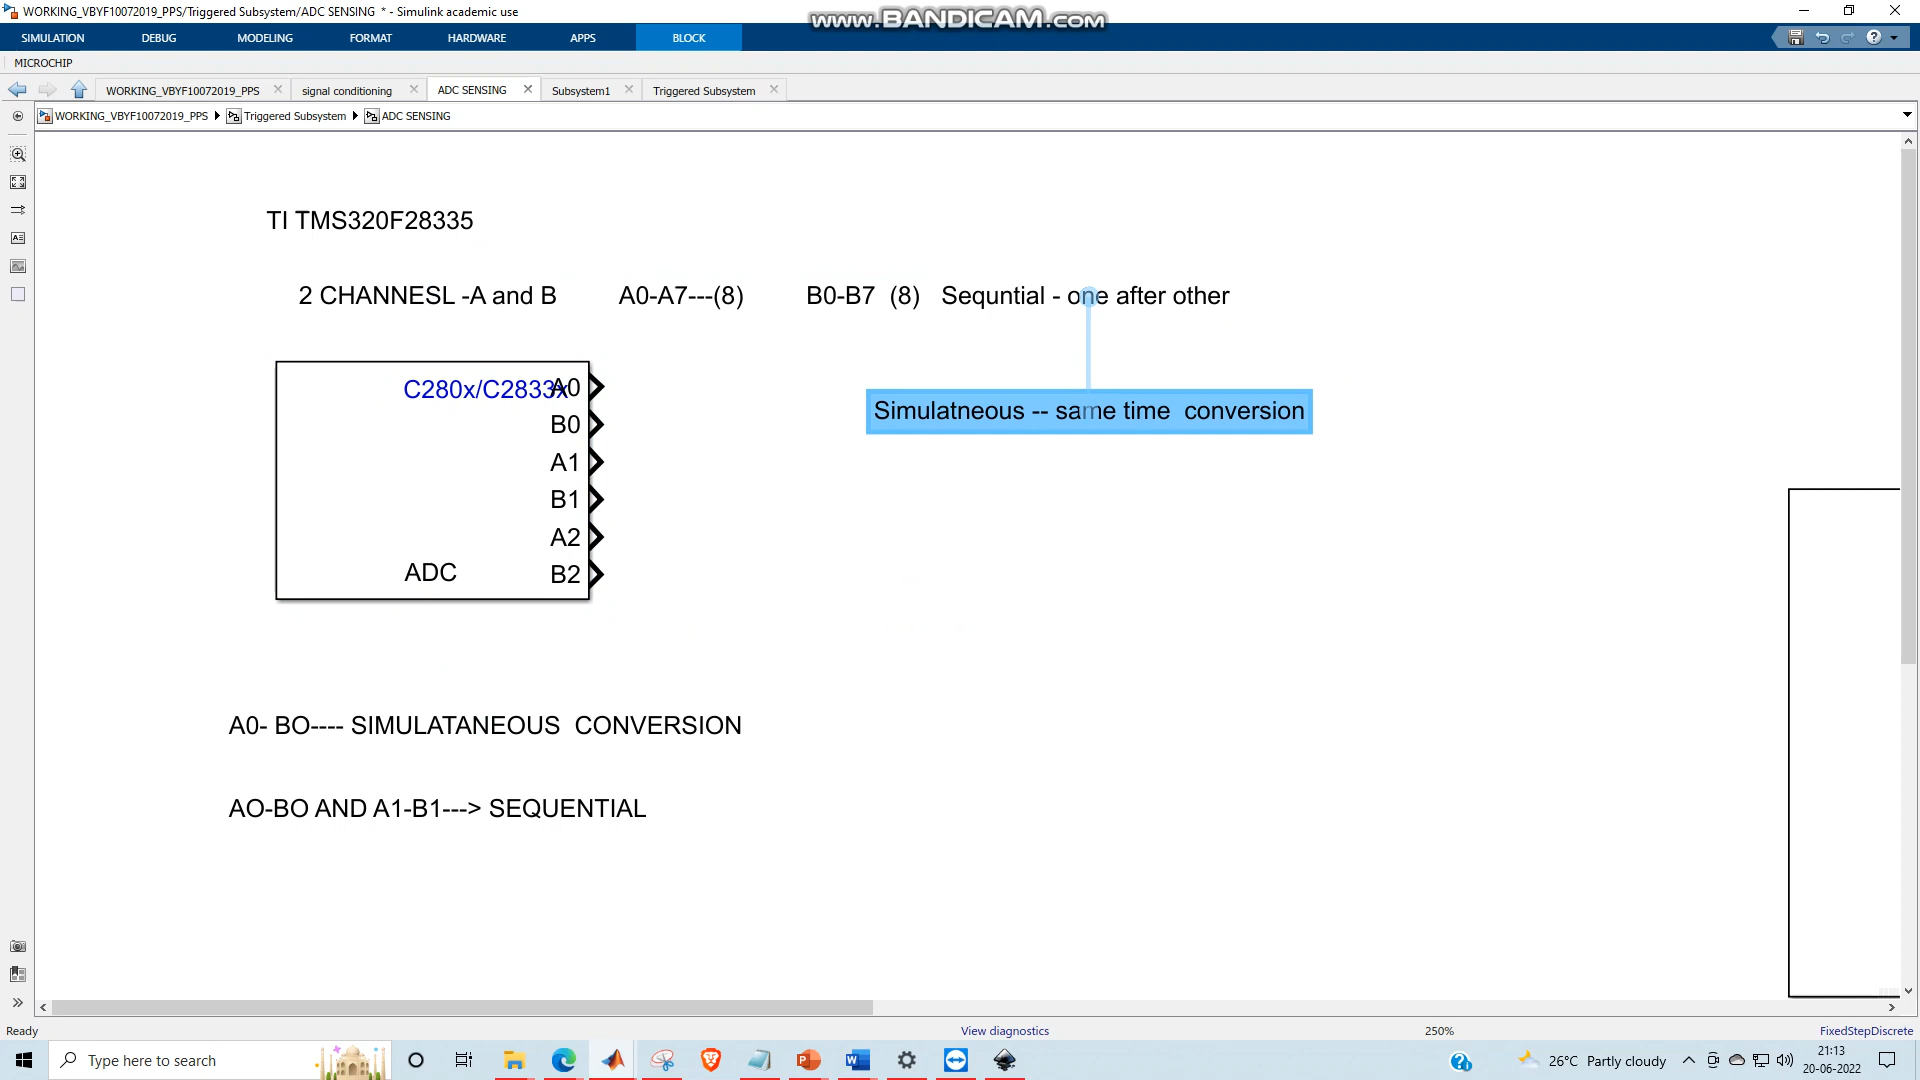 WORKING_VBYF10072019_PPS/Triggered Subsystem/ADC SENSING * - Simulink academic use
www.BANDICAM.com
SIMULATION DEBUG MODELING FORMAT HARDWARE APPS BLOCK
MICROCHIP
WORKING_VBYF10072019_PPS signal conditioning ADC SENSING Subsystem1 Triggered Subsystem
WORKING_VBYF10072019_PPS Triggered Subsystem ADC SENSING
TI TMS320F28335
2 CHANNESL -A and B A0-A7---(8) B0-B7 (8) Sequntial - one after other
Simulatneous -- same time conversion
C280x/C2833x
A0
B0
A1
B1
A2
B2
ADC
A0- BO---- SIMULATANEOUS CONVERSION
AO-BO AND A1-B1---> SEQUENTIAL
Ready View diagnostics 250% FixedStepDiscrete
Type here to search
26°C Partly cloudy
21:13
20-06-2022